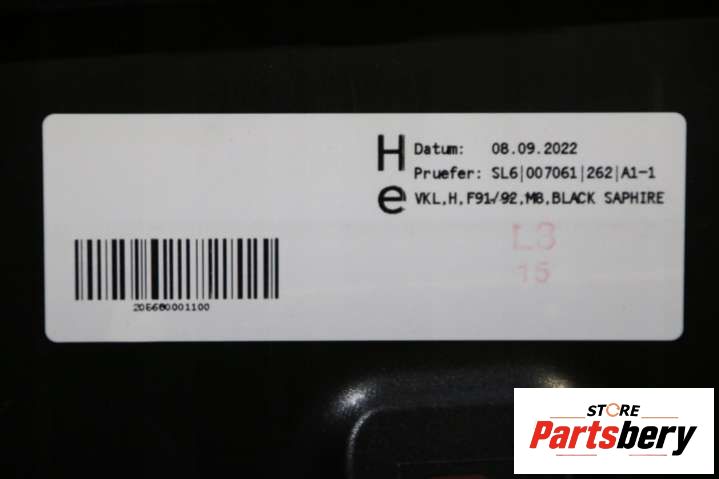 H
e
Datum: 08.09.2022
Pruefer: SL6|007061|262|A1-1
VKL,H,F91/92,M8,BLACK SAPHIRE
L3
15
STORE
Partsbery